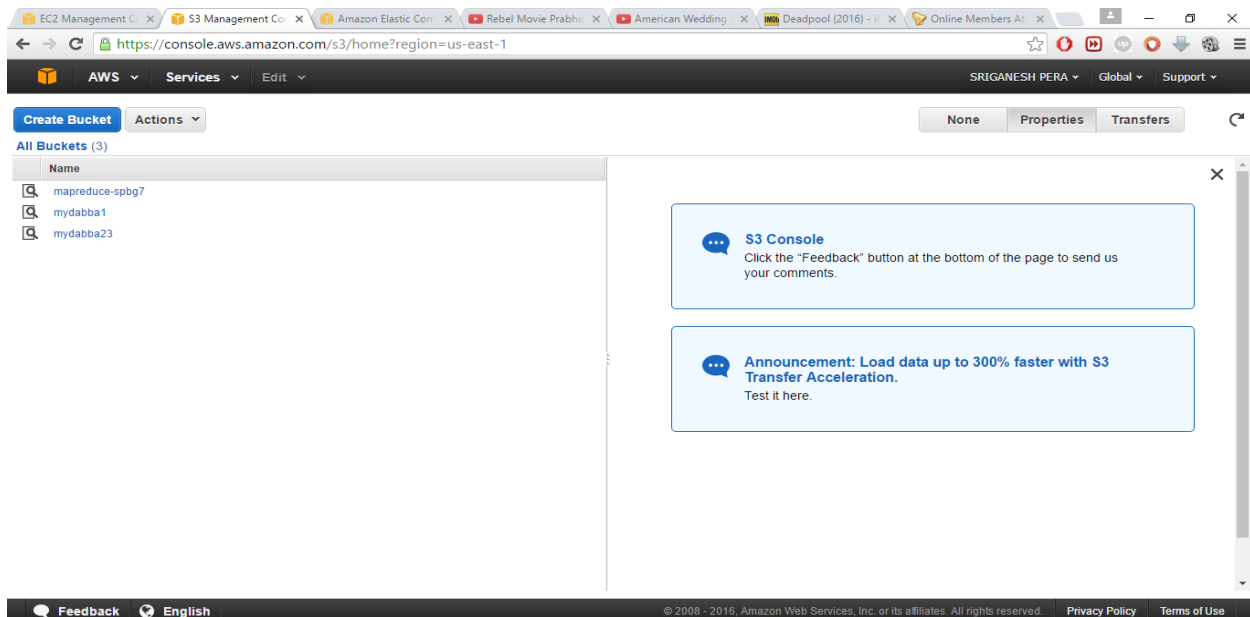 EC2 Management C
S3 Management Con
Amazon Elastic Com
Rebel Movie Prabha
American Wedding
IMDb Deadpool (2016) - I
Online Members At
https://console.aws.amazon.com/s3/home?region=us-east-1
AWS Services Edit SRIGANESH PERA Global Support
Create Bucket Actions None Properties Transfers
All Buckets (3)
Name
mapreduce-spbg7
mydabba1
mydabba23
S3 Console
Click the “Feedback” button at the bottom of the page to send us
your comments.
Announcement: Load data up to 300% faster with S3
Transfer Acceleration.
Test it here.
Feedback English © 2008 - 2016, Amazon Web Services, Inc. or its affiliates. All rights reserved. Privacy Policy Terms of Use